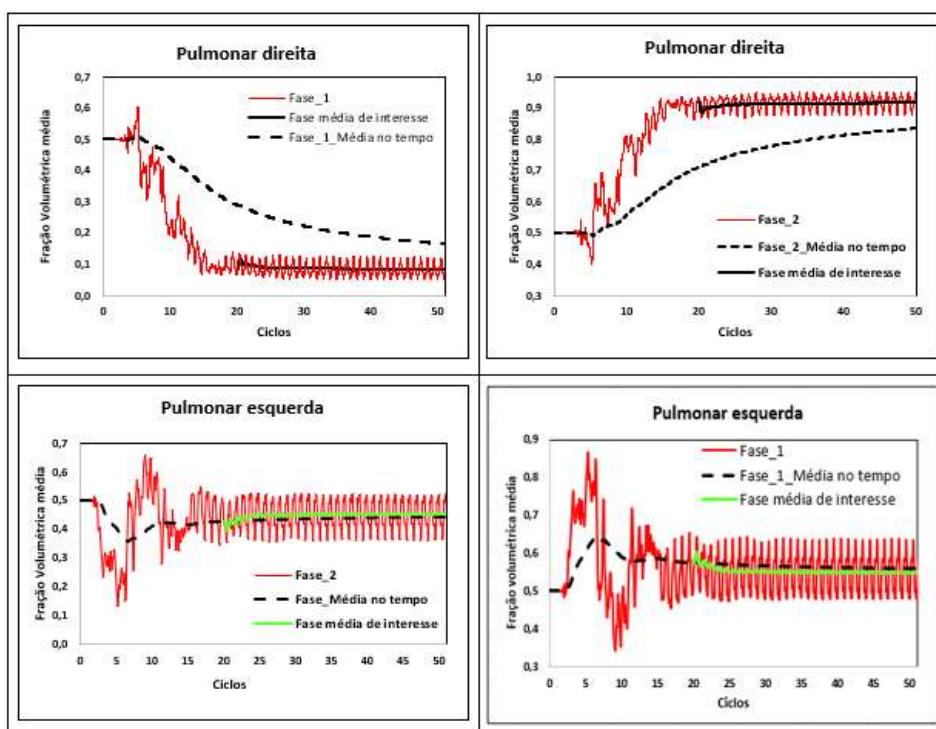 Pulmonar direita
Fração Volumétrica média
0,7
0,6
0,5
0,4
0,3
0,2
0,1
0,0
Fase_1
Fase média de interesse
Fase_1_Média no tempo
0 10 20 30 40 50
Ciclos
Pulmonar direita
Fração Volumétrica média
1,0
0,9
0,8
0,7
0,6
0,5
0,4
0,3
Fase_2
Fase_2_Média no tempo
Fase média de interesse
0 10 20 30 40 50
Ciclos
Pulmonar esquerda
Fração Volumétrica média
0,7
0,6
0,5
0,4
0,3
0,2
0,1
0,0
Fase_2
Fase_Média no tempo
Fase média de interesse
0 5 10 15 20 25 30 35 40 45 50
Ciclos
Pulmonar esquerda
Fração volumétrica média
0,9
0,8
0,7
0,6
0,5
0,4
0,3
Fase_1
Fase_1_Média no tempo
Fase média de interesse
0 5 10 15 20 25 30 35 40 45 50
Ciclos